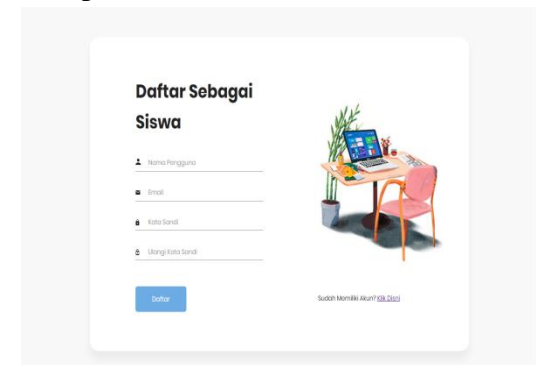 Daftar Sebagai
Siswa
Nama Pengguna
Email
Kata Sandi
Ulangi Kata Sandi
Daftar
Sudah Memiliki Akun? Klik Disini